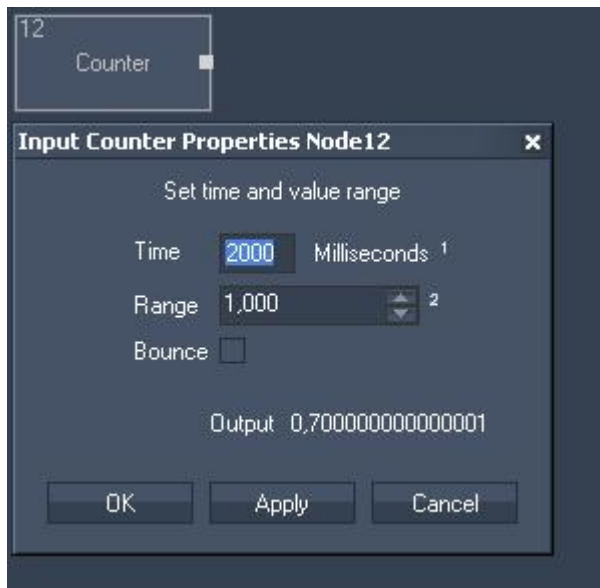 12
Counter
Input Counter Properties Node12
Set time and value range
Time 2000 Milliseconds 1
Range 1,000 2
Bounce
Output 0,700000000000001
OK Apply Cancel